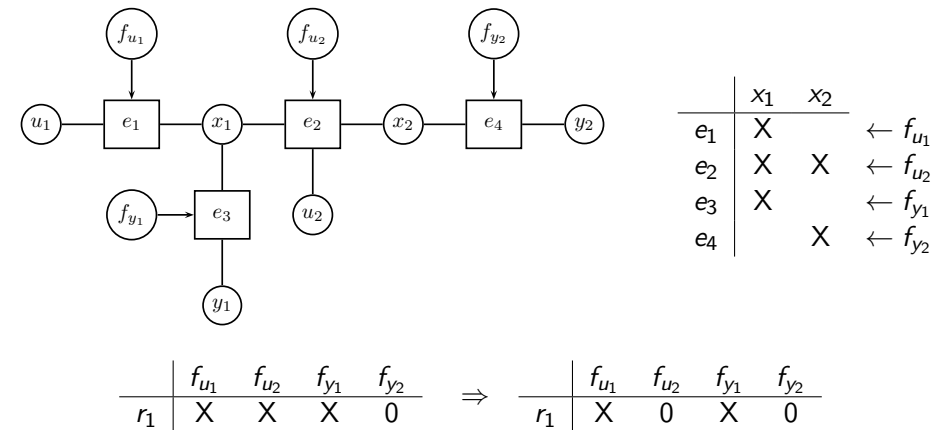 f_{u_1} f_{u_2} f_{y_2}
u_1 e_1 x_1 e_2 x_2 e_4 y_2
f_{y_1} e_3 u_2
y_1
x_1 x_2
e_1 X ← f_{u_1}
e_2 X X ← f_{u_2}
e_3 X ← f_{y_1}
e_4 X ← f_{y_2}
f_{u_1} f_{u_2} f_{y_1} f_{y_2} ⇒ f_{u_1} f_{u_2} f_{y_1} f_{y_2}
r_1 X X X 0 r_1 X 0 X 0